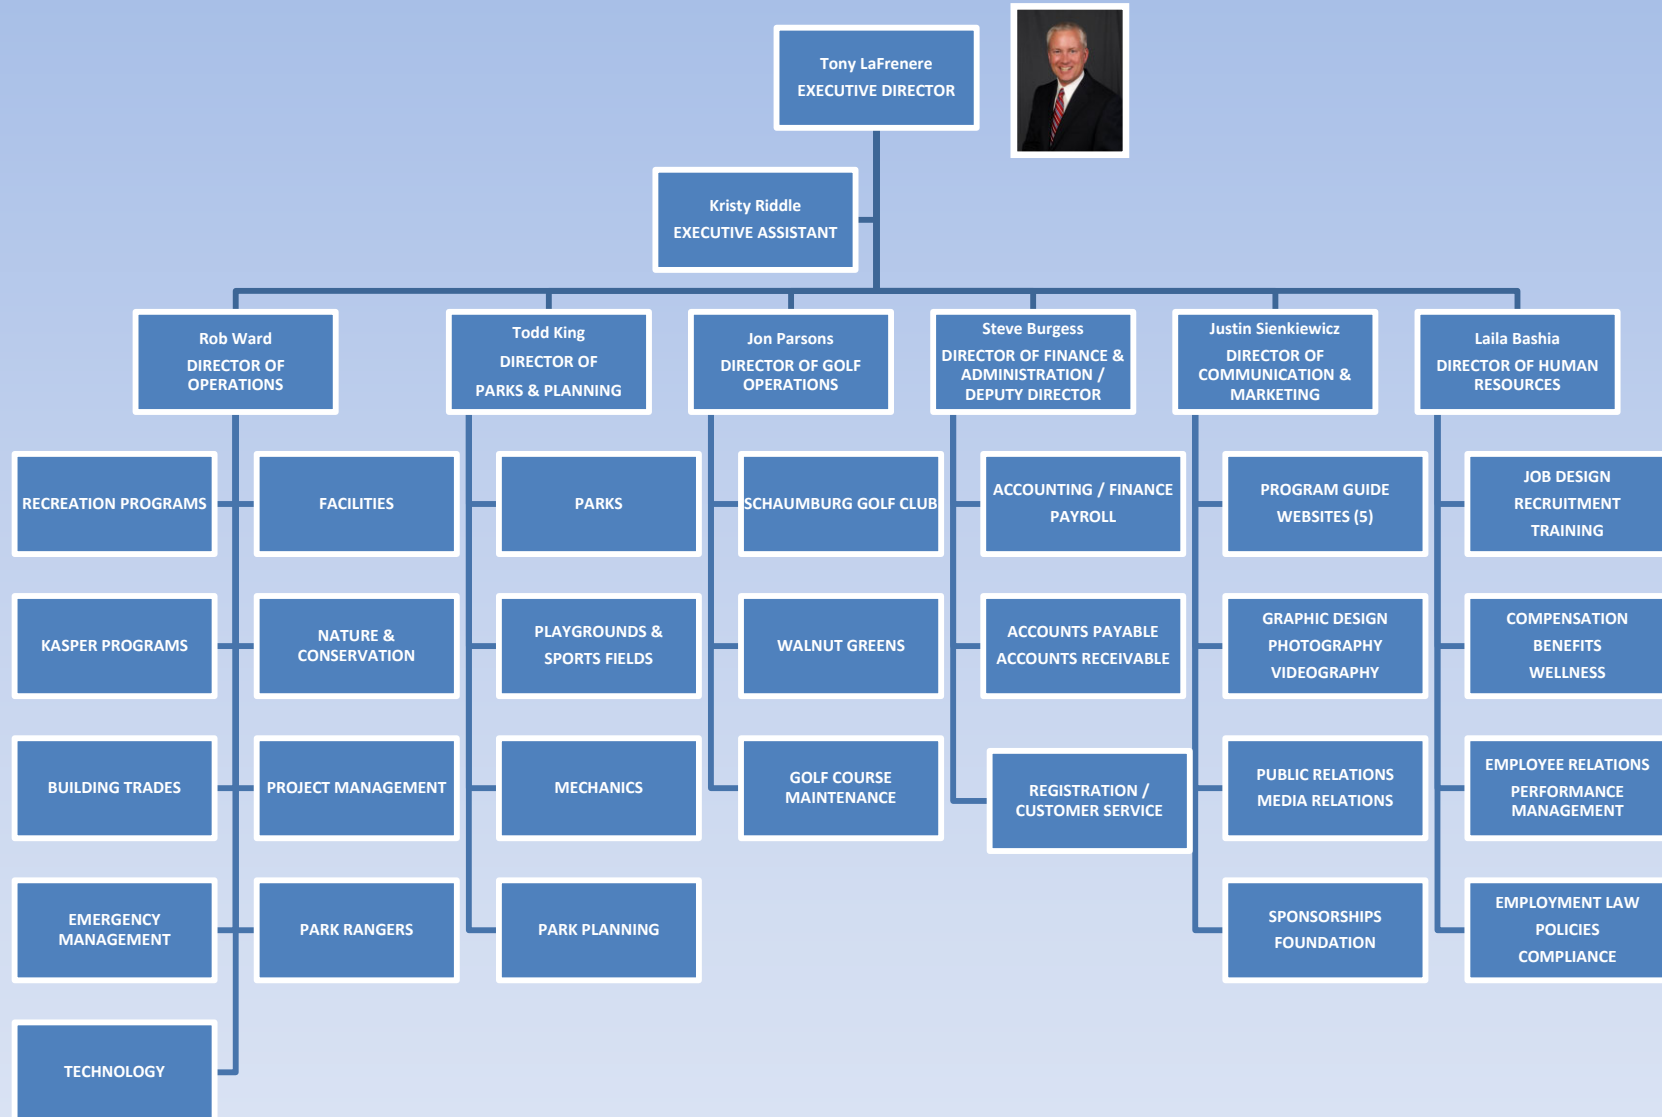 Tony LaFrenere
EXECUTIVE DIRECTOR
Kristy Riddle
EXECUTIVE ASSISTANT
Rob Ward
DIRECTOR OF
OPERATIONS
Todd King
DIRECTOR OF
PARKS & PLANNING
Jon Parsons
DIRECTOR OF GOLF
OPERATIONS
Steve Burgess
DIRECTOR OF FINANCE &
ADMINISTRATION /
DEPUTY DIRECTOR
Justin Sienkiewicz
DIRECTOR OF
COMMUNICATION &
MARKETING
Laila Bashia
DIRECTOR OF HUMAN
RESOURCES
RECREATION PROGRAMS
FACILITIES
PARKS
SCHAUMBURG GOLF CLUB
ACCOUNTING / FINANCE
PAYROLL
PROGRAM GUIDE
WEBSITES (5)
JOB DESIGN
RECRUITMENT
TRAINING
KASPER PROGRAMS
NATURE &
CONSERVATION
PLAYGROUNDS &
SPORTS FIELDS
WALNUT GREENS
ACCOUNTS PAYABLE
ACCOUNTS RECEIVABLE
GRAPHIC DESIGN
PHOTOGRAPHY
VIDEOGRAPHY
COMPENSATION
BENEFITS
WELLNESS
BUILDING TRADES
PROJECT MANAGEMENT
MECHANICS
GOLF COURSE
MAINTENANCE
REGISTRATION /
CUSTOMER SERVICE
PUBLIC RELATIONS
MEDIA RELATIONS
EMPLOYEE RELATIONS
PERFORMANCE
MANAGEMENT
EMERGENCY
MANAGEMENT
PARK RANGERS
PARK PLANNING
SPONSORSHIPS
FOUNDATION
EMPLOYMENT LAW
POLICIES
COMPLIANCE
TECHNOLOGY